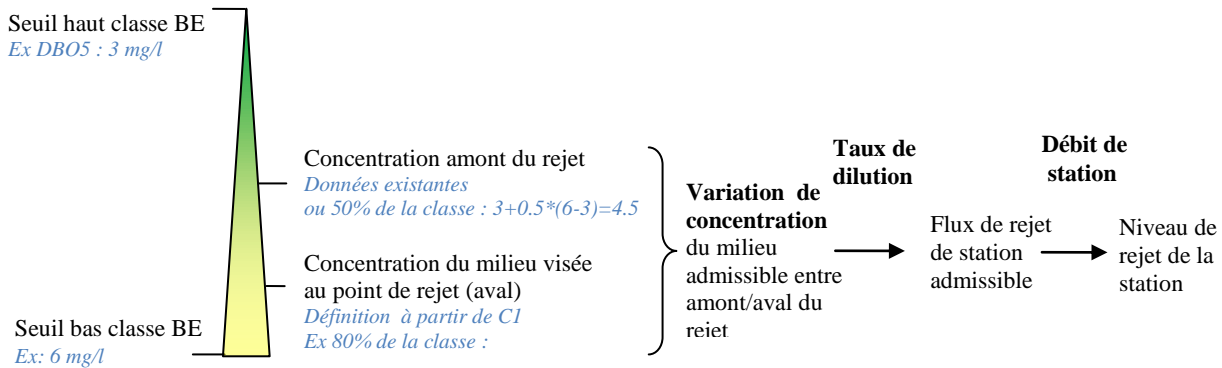 Seuil haut classe BE
Ex DBO5 : 3 mg/l
Concentration amont du rejet
Données existantes
ou 50% de la classe : 3+0.5*(6-3)=4.5
Concentration du milieu visée
au point de rejet (aval)
Définition à partir de C1
Ex 80% de la classe :
Seuil bas classe BE
Ex: 6 mg/l
Variation de
concentration
du milieu
admissible entre
amont/aval du
rejet
Taux de
dilution
Flux de rejet
de station
admissible
Débit de
station
Niveau de
rejet de la
station